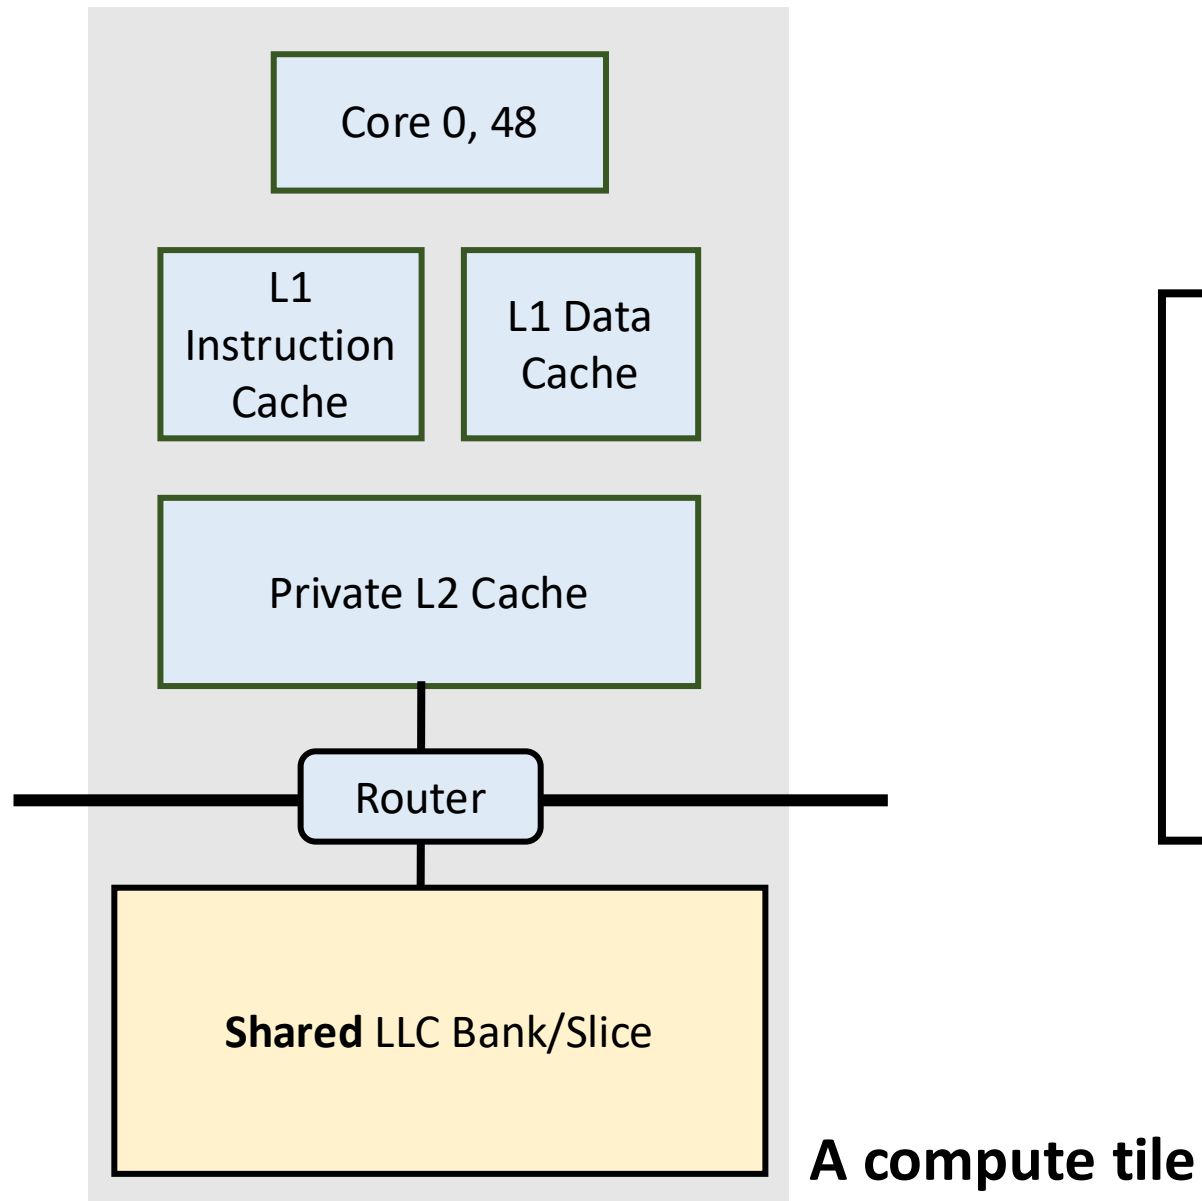 Core 0, 48
L1
Instruction
Cache
L1 Data
Cache
Private L2 Cache
Router
Shared LLC Bank/Slice
A compute tile